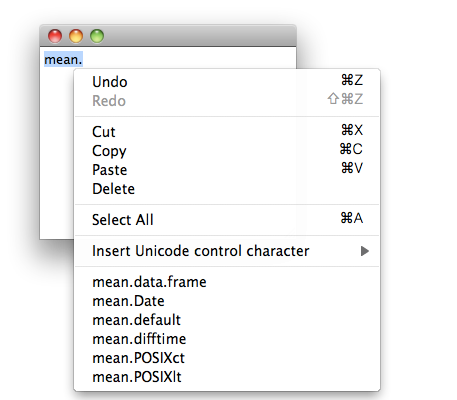 mean.
Undo ⌘Z
Redo ⇧⌘Z
Cut ⌘X
Copy ⌘C
Paste ⌘V
Delete
Select All ⌘A
Insert Unicode control character
mean.data.frame
mean.Date
mean.default
mean.difftime
mean.POSIXct
mean.POSIXlt